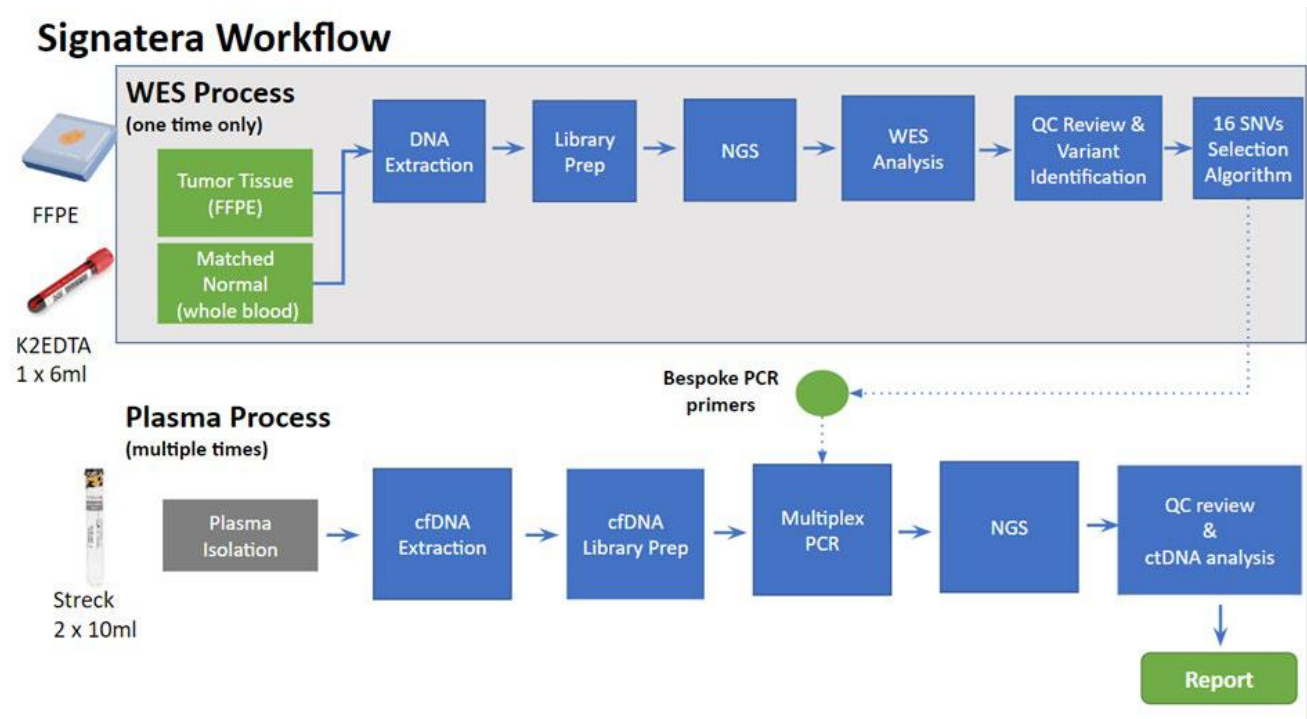 Signatera Workflow
WES Process
(one time only)
FFPE
K2EDTA
1 x 6ml
Tumor Tissue
(FFPE)
Matched
Normal
(whole blood)
DNA
Extraction
Library
Prep
NGS
WES
Analysis
QC Review &
Variant
Identification
16 SNVs
Selection
Algorithm
Bespoke PCR
primers
Plasma Process
(multiple times)
Streck
2 x 10ml
Plasma
Isolation
cfDNA
Extraction
cfDNA
Library Prep
Multiplex
PCR
NGS
QC review
&
ctDNA analysis
Report